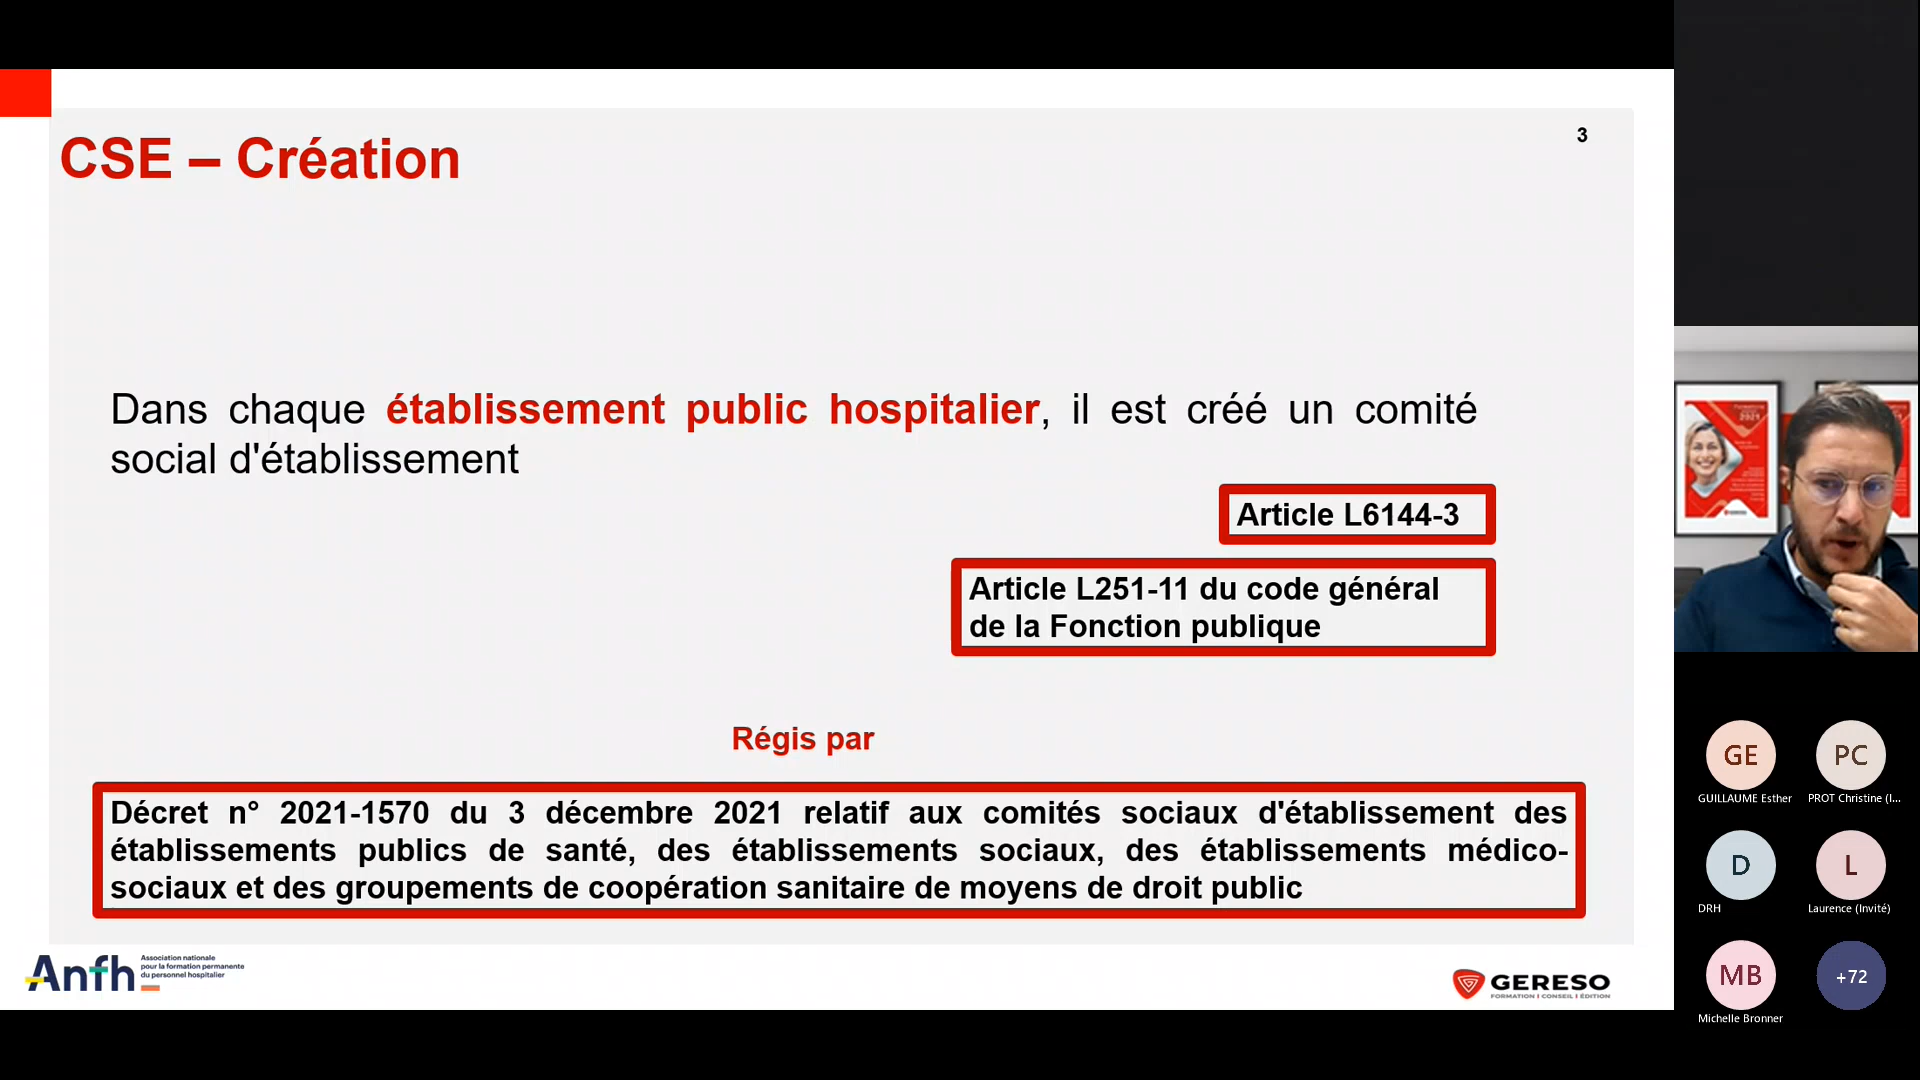 3
CSE – Création
Dans chaque établissement public hospitalier, il est créé un comité
social d'établissement
Article L6144-3
Article L251-11 du code général
de la Fonction publique
Régis par
Décret n° 2021-1570 du 3 décembre 2021 relatif aux comités sociaux d'établissement des
établissements publics de santé, des établissements sociaux, des établissements médico-
sociaux et des groupements de coopération sanitaire de moyens de droit public
Anfh
Association nationale
pour la formation permanente
du personnel hospitalier
GERESO
FORMATION I CONSEIL I ÉDITION
GE
GUILLAUME Esther
PC
PROT Christine (I...
D
DRH
L
Laurence (Invité)
MB
Michelle Bronner
+72